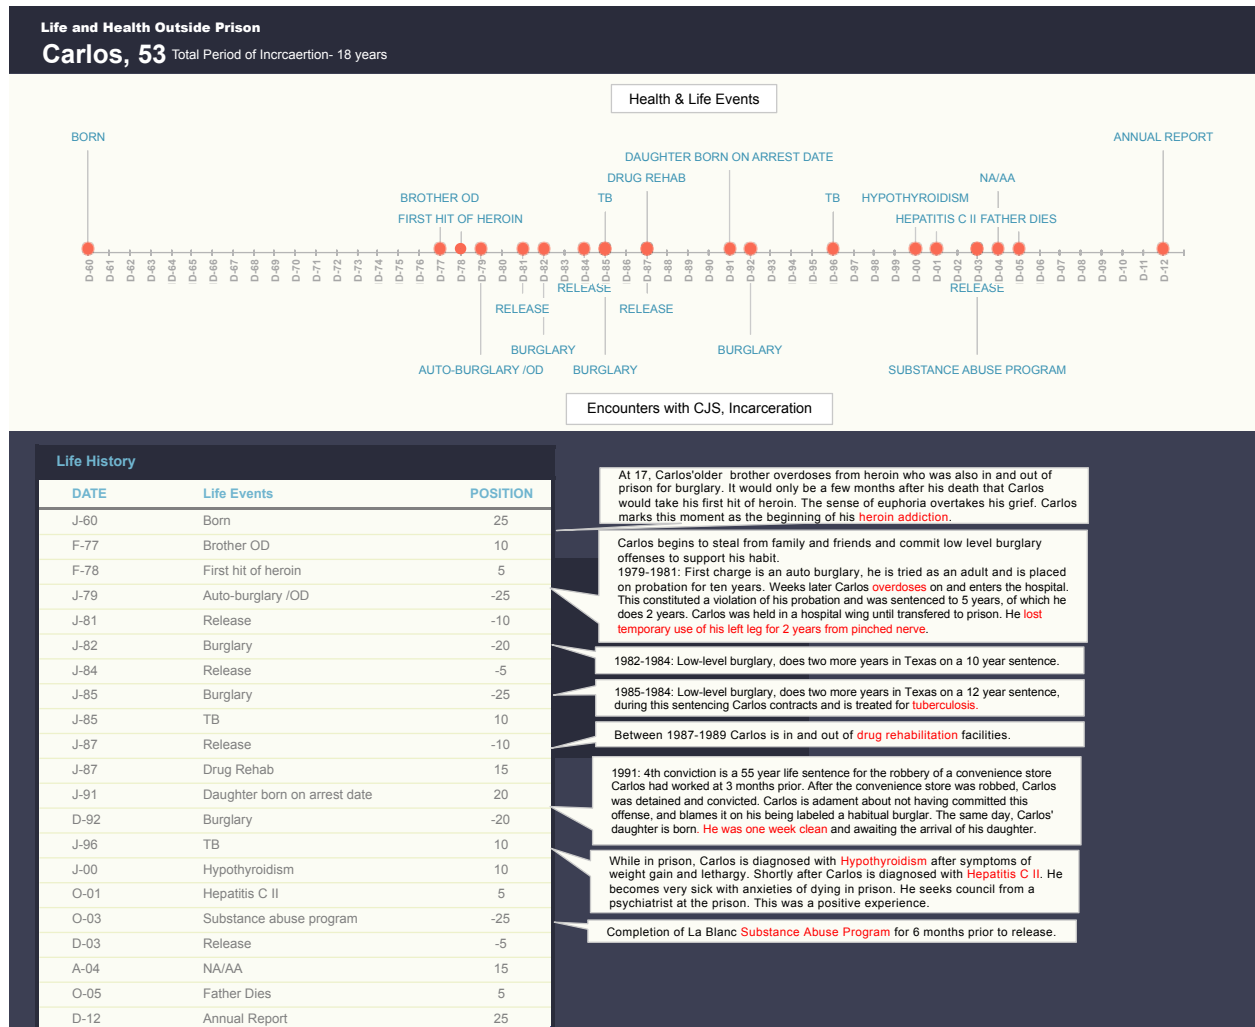 Life and Health Outside Prison
Carlos, 53 Total Period of Incrcaertion- 18 years
Health & Life Events
BORN
ANNUAL REPORT
DAUGHTER BORN ON ARREST DATE
DRUG REHAB
NA/AA
BROTHER OD
TB
TB
HYPOTHYROIDISM
FIRST HIT OF HEROIN
HEPATITIS C II
FATHER DIES
D-60 D-61 D-62 D-63 D-64 D-65 D-66 D-67 D-68 D-69 D-70 D-71 D-72 D-73 D-74 D-75 D-76 D-77 D-78 D-79 D-80 D-81 D-82 D-83 D-84 D-85 D-86 D-87 D-88 D-89 D-90 D-91 D-92 D-93 D-94 D-95 D-96 D-97 D-98 D-99 D-00 D-01 D-02 D-03 D-04 D-05 D-06 D-07 D-08 D-09 D-10 D-11 D-12
RELEASE
RELEASE
RELEASE
RELEASE
BURGLARY
BURGLARY
AUTO-BURGLARY /OD
BURGLARY
SUBSTANCE ABUSE PROGRAM
Encounters with CJS, Incarceration
Life History
DATE Life Events POSITION
J-60 Born 25
F-77 Brother OD 10
F-78 First hit of heroin 5
J-79 Auto-burglary /OD -25
J-81 Release -10
J-82 Burglary -20
J-84 Release -5
J-85 Burglary -25
J-85 TB 10
J-87 Release -10
J-87 Drug Rehab 15
J-91 Daughter born on arrest date 20
D-92 Burglary -20
J-96 TB 10
J-00 Hypothyroidism 10
O-01 Hepatitis C II 5
O-03 Substance abuse program -25
D-03 Release -5
A-04 NA/AA 15
O-05 Father Dies 5
D-12 Annual Report 25
At 17, Carlos'older brother overdoses from heroin who was also in and out of
prison for burglary. It would only be a few months after his death that Carlos
would take his first hit of heroin. The sense of euphoria overtakes his grief. Carlos
marks this moment as the beginning of his heroin addiction.
Carlos begins to steal from family and friends and commit low level burglary
offenses to support his habit.
1979-1981: First charge is an auto burglary, he is tried as an adult and is placed
on probation for ten years. Weeks later Carlos overdoses on and enters the hospital.
This constituted a violation of his probation and was sentenced to 5 years, of which he
does 2 years. Carlos was held in a hospital wing until transfered to prison. He lost
temporary use of his left leg for 2 years from pinched nerve.
1982-1984: Low-level burglary, does two more years in Texas on a 10 year sentence.
1985-1984: Low-level burglary, does two more years in Texas on a 12 year sentence,
during this sentencing Carlos contracts and is treated for tuberculosis.
Between 1987-1989 Carlos is in and out of drug rehabilitation facilities.
1991: 4th conviction is a 55 year life sentence for the robbery of a convenience store
Carlos had worked at 3 months prior. After the convenience store was robbed, Carlos
was detained and convicted. Carlos is adament about not having committed this
offense, and blames it on his being labeled a habitual burglar. The same day, Carlos'
daughter is born. He was one week clean and awaiting the arrival of his daughter.
While in prison, Carlos is diagnosed with Hypothyroidism after symptoms of
weight gain and lethargy. Shortly after Carlos is diagnosed with Hepatitis C II. He
becomes very sick with anxieties of dying in prison. He seeks council from a
psychiatrist at the prison. This was a positive experience.
Completion of La Blanc Substance Abuse Program for 6 months prior to release.